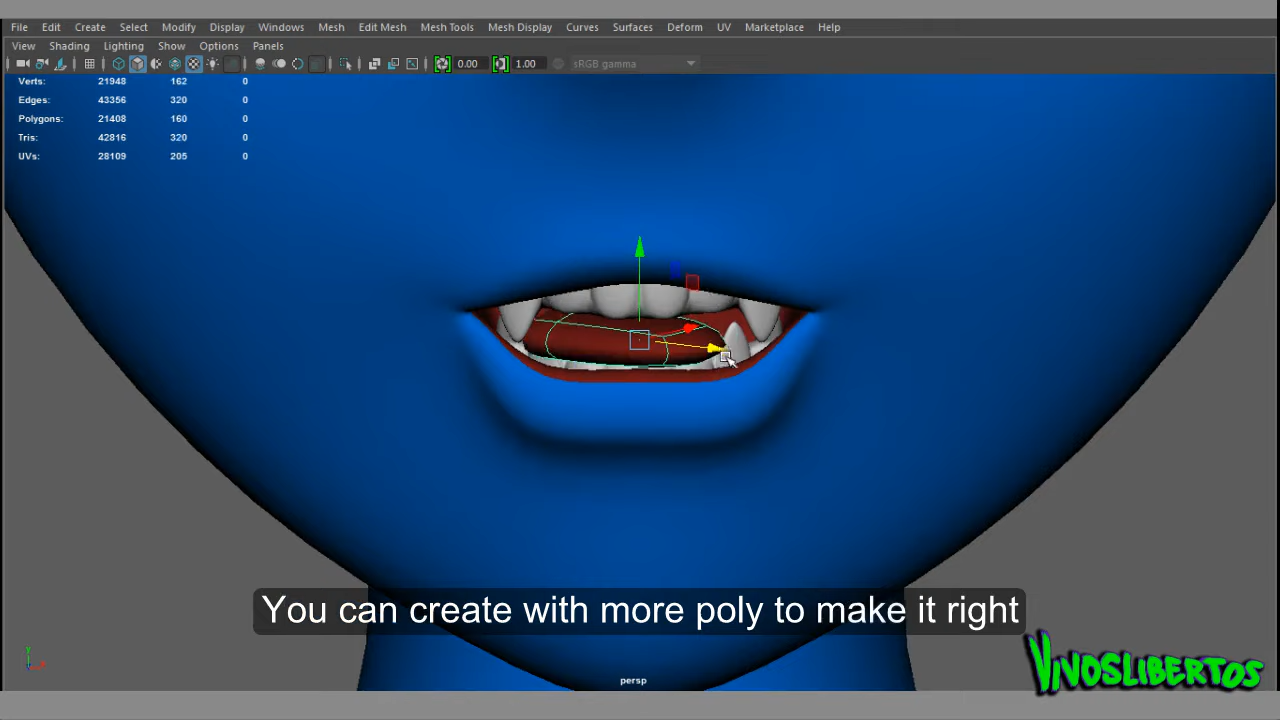 File Edit Create Select Modify Display Windows Mesh Edit Mesh Mesh Tools Mesh Display Curves Surfaces Deform UV Marketplace Help
View Shading Lighting Show Options Panels
0.00 1.00 sRGB gamma
Verts: 21948 162 0
Edges: 43356 320 0
Polygons: 21408 160 0
Tris: 42816 320 0
UVs: 28109 205 0
You can create with more poly to make it right
VIVOSLIBERTOS
persp